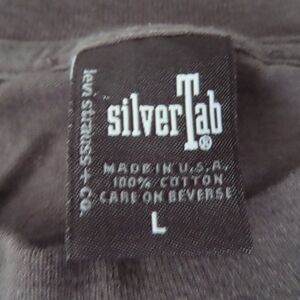 levi strauss + co.
silverTab®
MADE IN U.S.A.
100% COTTON
CARE ON REVERSE
L